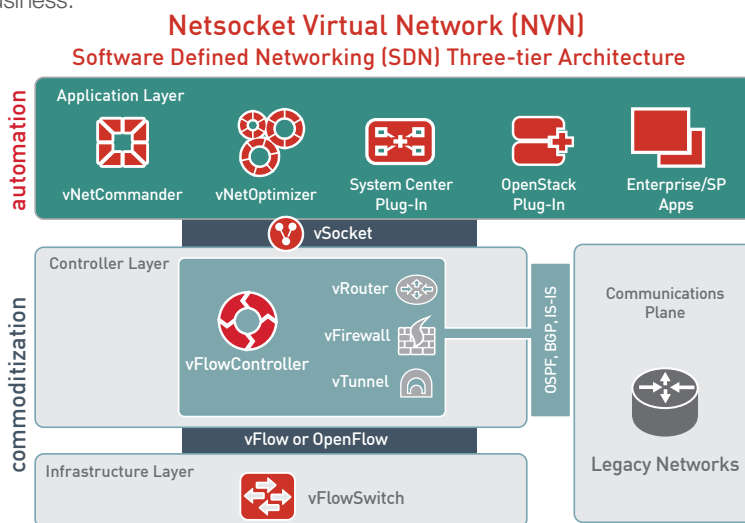 usiness.
Netsocket Virtual Network (NVN)
Software Defined Networking (SDN) Three-tier Architecture
automation
Application Layer
vNetCommander
vNetOptimizer
System Center
Plug-In
OpenStack
Plug-In
Enterprise/SP
Apps
vSocket
commoditization
Controller Layer
vFlowController
vRouter
vFirewall
vTunnel
OSPF, BGP, IS-IS
Communications
Plane
Legacy Networks
vFlow or OpenFlow
Infrastructure Layer
vFlowSwitch